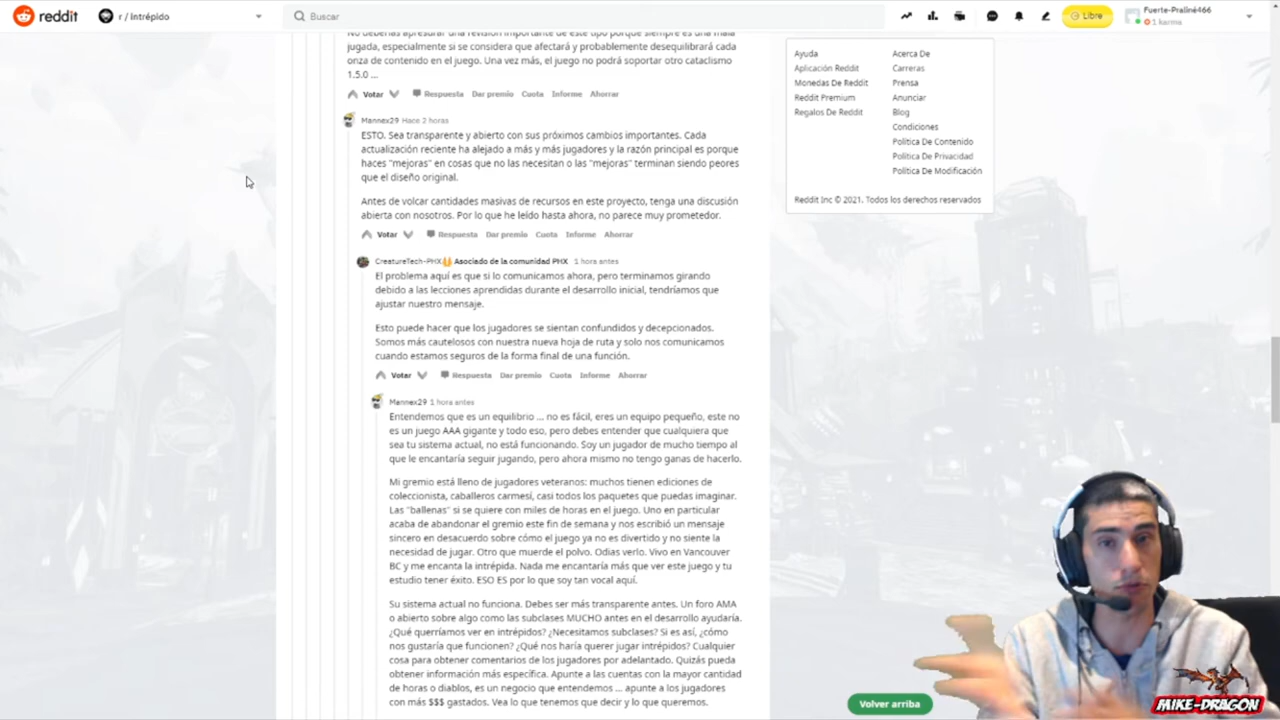 reddit
r / Intrépido
Buscar
Libre
Fuerte-Praliné466
1 karma
No deberías apresurar una revisión importante de este tipo porque siempre es una mala
jugada, especialmente si se considera que afectará y probablemente desequilibrará cada
onza de contenido en el juego. Una vez más, el juego no podrá soportar otro cataclismo
1.5.0 ...
Votar Respuesta Dar premio Cuota Informe Ahorrar
Mannex29 Hace 2 horas
ESTO. Sea transparente y abierto con sus próximos cambios importantes. Cada
actualización reciente ha alejado a más y más jugadores y la razón principal es porque
haces "mejoras" en cosas que no las necesitan o las "mejoras" terminan siendo peores
que el diseño original.
Antes de volcar cantidades masivas de recursos en este proyecto, tenga una discusión
abierta con nosotros. Por lo que he leído hasta ahora, no parece muy prometedor.
Votar Respuesta Dar premio Cuota Informe Ahorrar
CreatureTech-PHX Asociado de la comunidad PHX 1 hora antes
El problema aquí es que si lo comunicamos ahora, pero terminamos girando
debido a las lecciones aprendidas durante el desarrollo inicial, tendríamos que
ajustar nuestro mensaje.
Esto puede hacer que los jugadores se sientan confundidos y decepcionados.
Somos más cautelosos con nuestra nueva hoja de ruta y solo nos comunicamos
cuando estamos seguros de la forma final de una función.
Votar Respuesta Dar premio Cuota Informe Ahorrar
Mannex29 1 hora antes
Entendemos que es un equilibrio ... no es fácil, eres un equipo pequeño, este no
es un juego AAA gigante y todo eso, pero debes entender que cualquiera que
sea tu sistema actual, no está funcionando. Soy un jugador de mucho tiempo al
que le encantaría seguir jugando, pero ahora mismo no tengo ganas de hacerlo.
Mi gremio está lleno de jugadores veteranos: muchos tienen ediciones de
coleccionista, caballeros carmesí, casi todos los paquetes que puedas imaginar.
Las "ballenas" si se quiere con miles de horas en el juego. Uno en particular
acaba de abandonar el gremio este fin de semana y nos escribió un mensaje
sincero en desacuerdo sobre cómo el juego ya no es divertido y no siente la
necesidad de jugar. Otro que muerde el polvo. Odias verlo. Vivo en Vancouver
BC y me encanta la intrépida. Nada me encantaría más que ver este juego y tu
estudio tener éxito. ESO ES por lo que soy tan vocal aquí.
Su sistema actual no funciona. Debes ser más transparente antes. Un foro AMA
o abierto sobre algo como las subclases MUCHO antes en el desarrollo ayudaría.
¿Qué querríamos ver en intrépidos? ¿Necesitamos subclases? Si es así, ¿cómo
nos gustaría que funcionen? ¿Qué nos haría querer jugar intrépidos? Cualquier
cosa para obtener comentarios de los jugadores por adelantado. Quizás pueda
obtener información más específica. Apunte a las cuentas con la mayor cantidad
de horas o diablos, es un negocio que entendemos ... apunte a los jugadores
con más $$$ gastados. Vea lo que tenemos que decir y lo que queremos.
Ayuda Acerca De
Aplicación Reddit Carreras
Monedas De Reddit Prensa
Reddit Premium Anunciar
Regalos De Reddit Blog
Condiciones
Política De Contenido
Política De Privacidad
Política De Modificación
Reddit Inc © 2021. Todos los derechos reservados
Volver arriba
MIKE-DRAGON